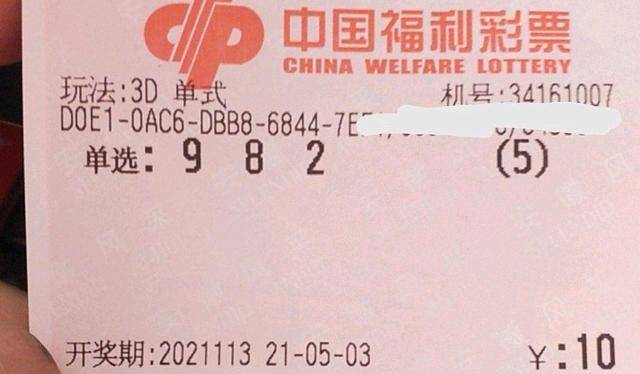 中国福利彩票
CHINA WELFARE LOTTERY
玩法:3D 单式 机号:34161007
D0E1-0AC6-DBB8-6844-7E
单选: 9 8 2 (5)
开奖期:2021113 21-05-03 ¥:10